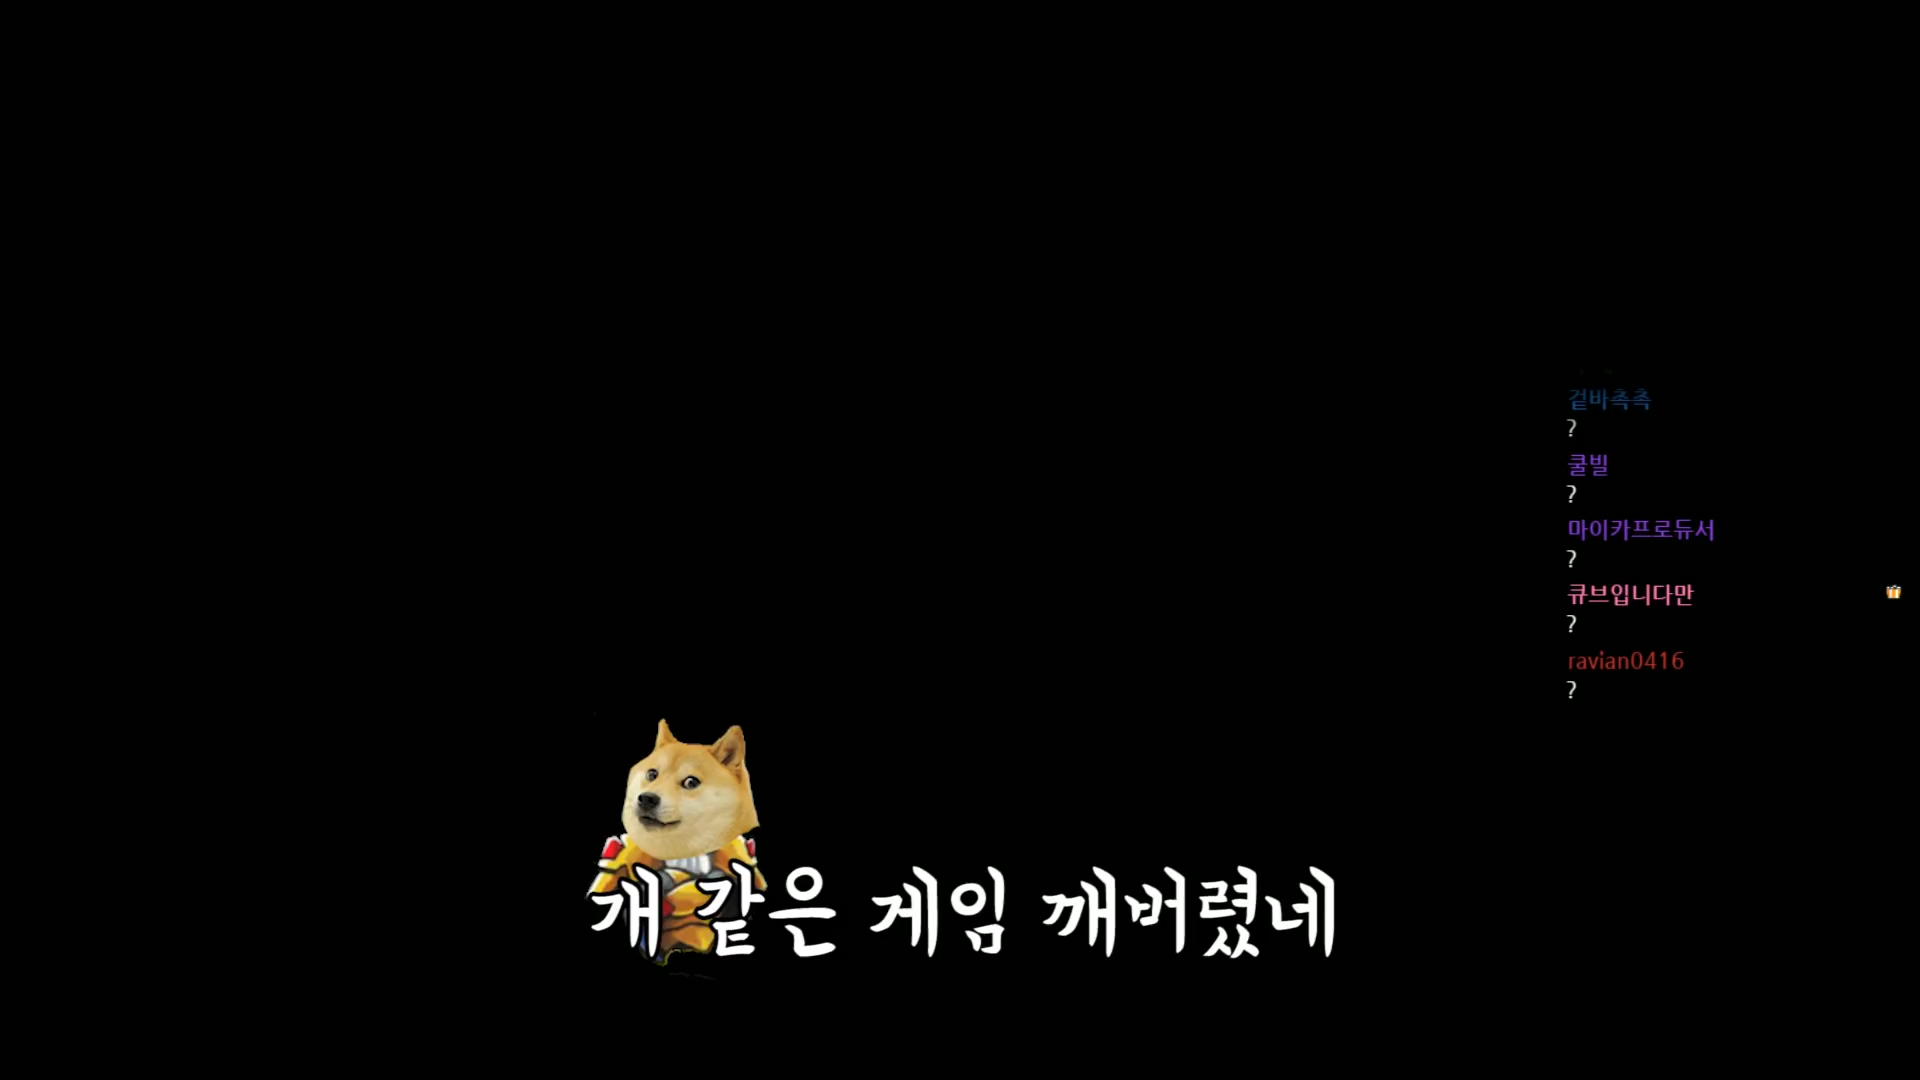 겉바촉촉
?
쿨빌
?
마이카프로듀서
?
큐브입니다만
?
ravian0416
?
개 같은 게임 깨버렸네